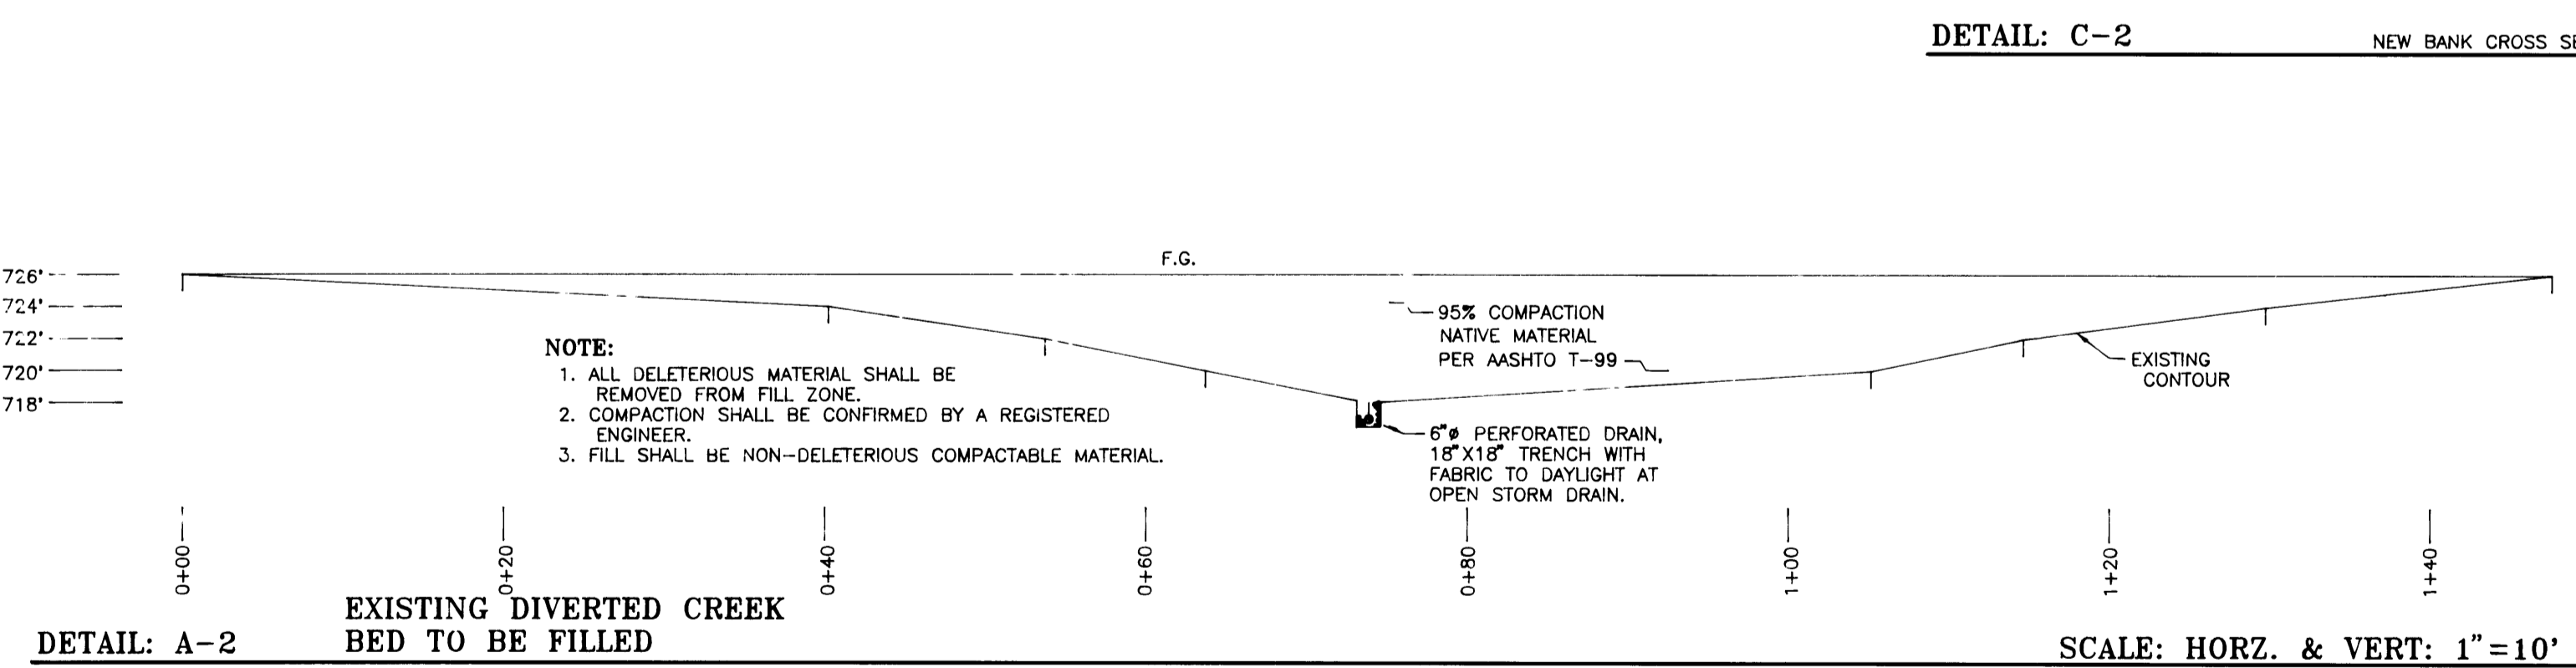 DETAIL: C-2
NEW BANK CROSS
F.G.
726'
724'
722'
720'
718'
95% COMPACTION
NATIVE MATERIAL
PER AASHTO T-99
NOTE:
1. ALL DELETERIOUS MATERIAL SHALL BE
REMOVED FROM FILL ZONE.
2. COMPACTION SHALL BE CONFIRMED BY A REGISTERED
ENGINEER.
3. FILL SHALL BE NON-DELETERIOUS COMPACTABLE MATERIAL.
EXISTING
CONTOUR
6"ø PERFORATED DRAIN,
18"X18" TRENCH WITH
FABRIC TO DAYLIGHT AT
OPEN STORM DRAIN.
0+00
0+20
0+40
0+60
0+80
1+00
1+20
1+40
EXISTING DIVERTED CREEK
BED TO BE FILLED
DETAIL: A-2
SCALE: HORZ. & VERT: 1"=10'